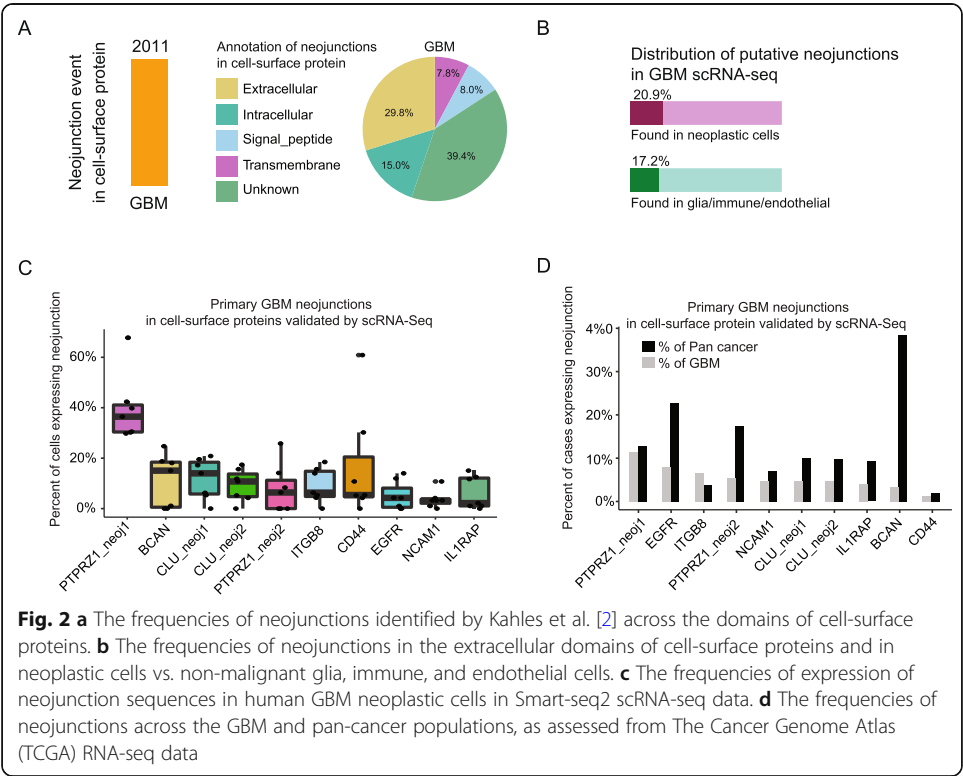 A
2011
Neojunction event
in cell-surface protein
GBM
Annotation of neojunctions
in cell-surface protein
Extracellular
Intracellular
Signal_peptide
Transmembrane
Unknown
GBM
7.8%
8.0%
29.8%
15.0%
39.4%
B
Distribution of putative neojunctions
in GBM scRNA-seq
20.9%
Found in neoplastic cells
17.2%
Found in glia/immune/endothelial
C
Primary GBM neojunctions
in cell-surface proteins validated by scRNA-Seq
Percent of cells expressing neojunction
60%
40%
20%
0%
PTPRZ1_neoj1
BCAN
CLU_neoj1
CLU_neoj2
PTPRZ1_neoj2
ITGB8
CD44
EGFR
NCAM1
IL1RAP
D
Primary GBM neojunctions
in cell-surface protein validated by scRNA-Seq
Percent of cases expressing neojunction
4%0
20%
10%
0%
% of Pan cancer
% of GBM
PTPRZ1_neoj1
EGFR
ITGB8
PTPRZ1_neoj2
NCAM1
CLU_neoj1
CLU_neoj2
IL1RAP
BCAN
CD44
Fig. 2 a The frequencies of neojunctions identified by Kahles et al. [2] across the domains of cell-surface
proteins. b The frequencies of neojunctions in the extracellular domains of cell-surface proteins and in
neoplastic cells vs. non-malignant glia, immune, and endothelial cells. c The frequencies of expression of
neojunction sequences in human GBM neoplastic cells in Smart-seq2 scRNA-seq data. d The frequencies of
neojunctions across the GBM and pan-cancer populations, as assessed from The Cancer Genome Atlas
(TCGA) RNA-seq data